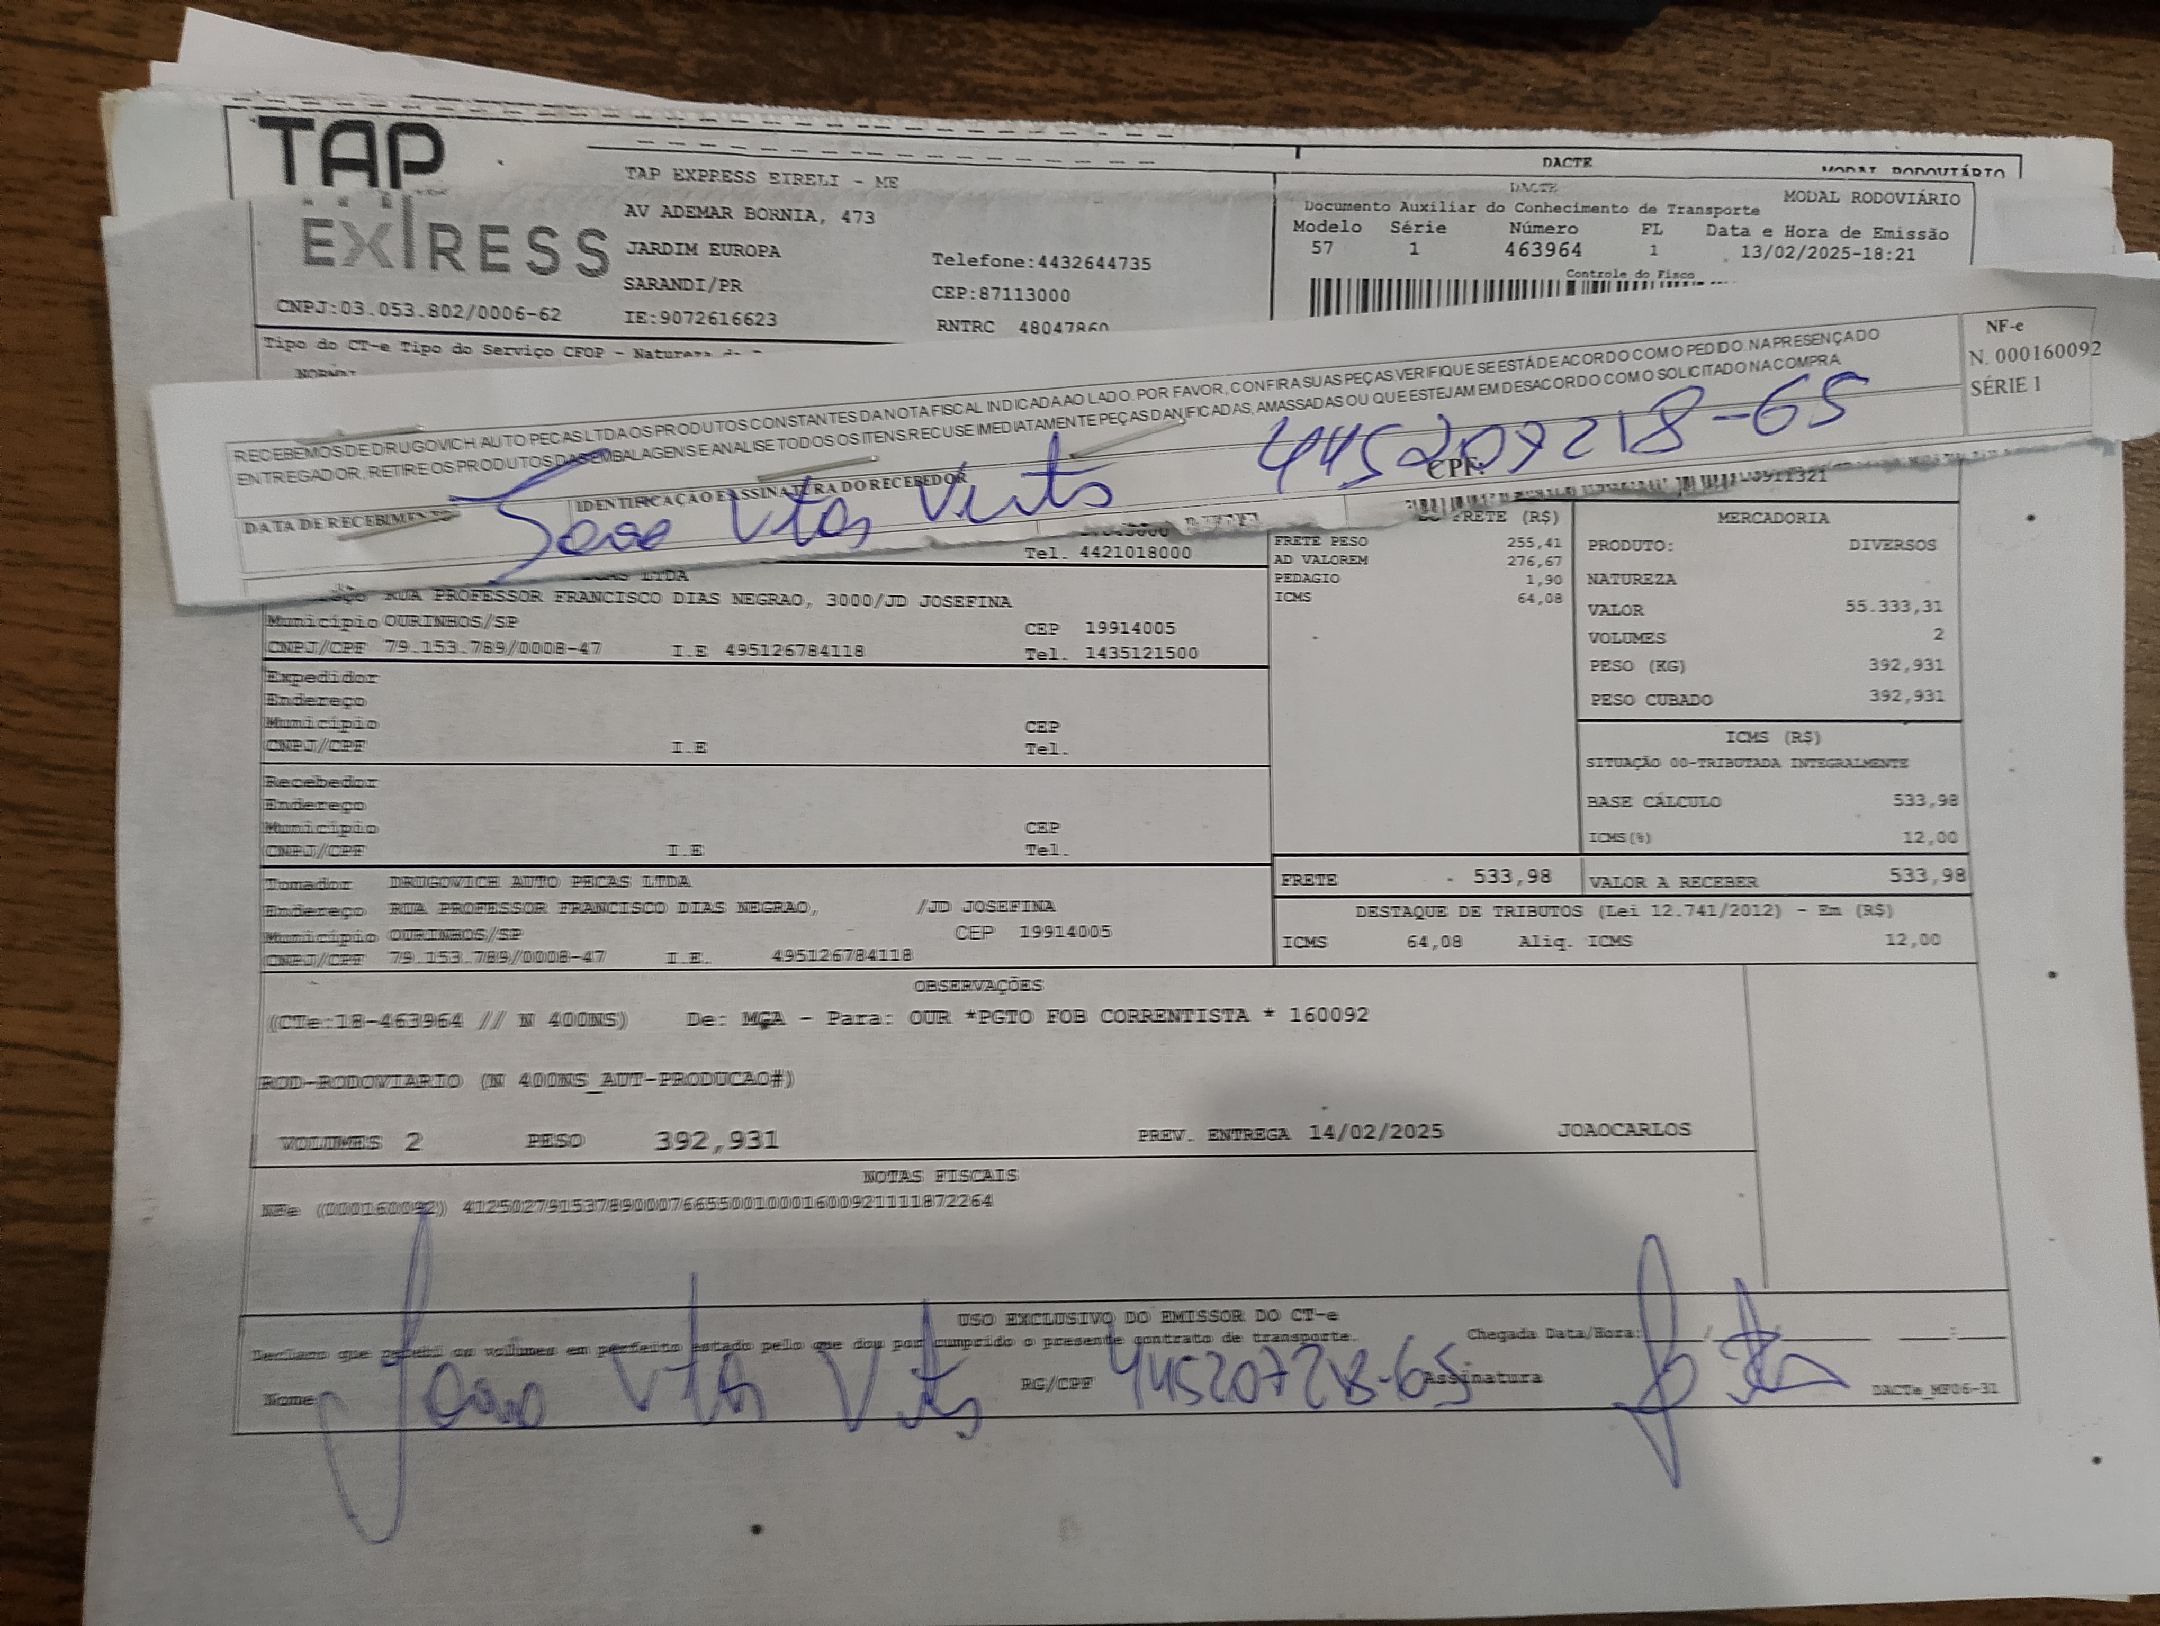 TAP
EXPRESS
TAP EXPRESS EIRELI - ME
AV ADEMAR BORNIA, 473
JARDIM EUROPA
SARANDI/PR
IE:9072616623
Telefone:4432644735
CEP:87113000
RNTRC 48047860
CNPJ:03.053.802/0006-62
DACTE
MODAL RODOVIÁRIO
DACTE
MODAL RODOVIÁRIO
Documento Auxiliar do Conhecimento de Transporte
Modelo Série Número FL Data e Hora de Emissão
57 1 463964 1 13/02/2025-18:21
Controle do Fisco
Tipo do CT-e Tipo do Serviço CFOP -
RECEBEMOS DE DRUGOVICH AUTO PECAS LTDA OS PRODUTOS CONSTANTES DA NOTA FISCAL INDICADA AO LADO. POR FAVOR, CONFIRA SUAS PEÇAS. VERIFIQUE SE ESTÁ DE ACORDO COM O PEDIDO. NA PRESENÇA DO
ENTREGADOR, RETIRE OS PRODUTOS DAS EMBALAGENS E ANALISE TODOS OS ITENS. RECUSE IMEDIATAMENTE PEÇAS DANIFICADAS, AMASSADAS OU QUE ESTEJAM EM DESACORDO COM O SOLICITADO NA COMPRA
NF-e
N. 000160092
SÉRIE 1
DATA DE RECEBIMENTO
IDENTIFICAÇÃO E ASSINATURA DO RECEBEDOR
CPF:
445207218-65
Tel. 4421018000
LTDA
RUA PROFESSOR FRANCISCO DIAS NEGRAO, 3000/JD JOSEFINA
Município OURINHOS/SP CEP 19914005
CNPJ/CPF 79.153.789/0008-47 I.E 495126784118 Tel. 1435121500
Expedidor
Endereço
Município CEP
CNPJ/CPF I.E Tel.
Recebedor
Endereço
Município CEP
CNPJ/CPF I.E Tel.
Tomador DRUGOVICH AUTO PECAS LTDA
Endereço RUA PROFESSOR FRANCISCO DIAS NEGRAO, /JD JOSEFINA
Município OURINHOS/SP CEP 19914005
CNPJ/CPF 79.153.789/0008-47 I.E. 495126784118
FRETE (R$)
FRETE PESO 255,41
AD VALOREM 276,67
PEDAGIO 1,90
ICMS 64,08
MERCADORIA
PRODUTO: DIVERSOS
NATUREZA
VALOR 55.333,31
VOLUMES 2
PESO (KG) 392,931
PESO CUBADO 392,931
ICMS (R$)
SITUAÇÃO 00-TRIBUTADA INTEGRALMENTE
BASE CÁLCULO 533,98
ICMS(%) 12,00
FRETE 533,98 VALOR A RECEBER 533,98
DESTAQUE DE TRIBUTOS (Lei 12.741/2012) - Em (R$)
ICMS 64,08 Aliq. ICMS 12,00
OBSERVAÇÕES
(CTe:18-463964 // N 400NS) De: MGA - Para: OUR *PGTO FOB CORRENTISTA * 160092
ROD-RODOVIARIO (N 400NS_AUT-PRODUCAO#)
VOLUMES 2 PESO 392,931 PREV. ENTREGA 14/02/2025 JOAOCARLOS
NOTAS FISCAIS
NFe (000160092) 41250279153789000766550010001600921111872264
USO EXCLUSIVO DO EMISSOR DO CT-e
Declaro que recebi os volumes em perfeito estado pelo que dou por cumprido o presente contrato de transporte. Chegada Data/Hora: / / :
Nome RG/CPF 445207218-65 Assinatura
DACTe_MF06-31